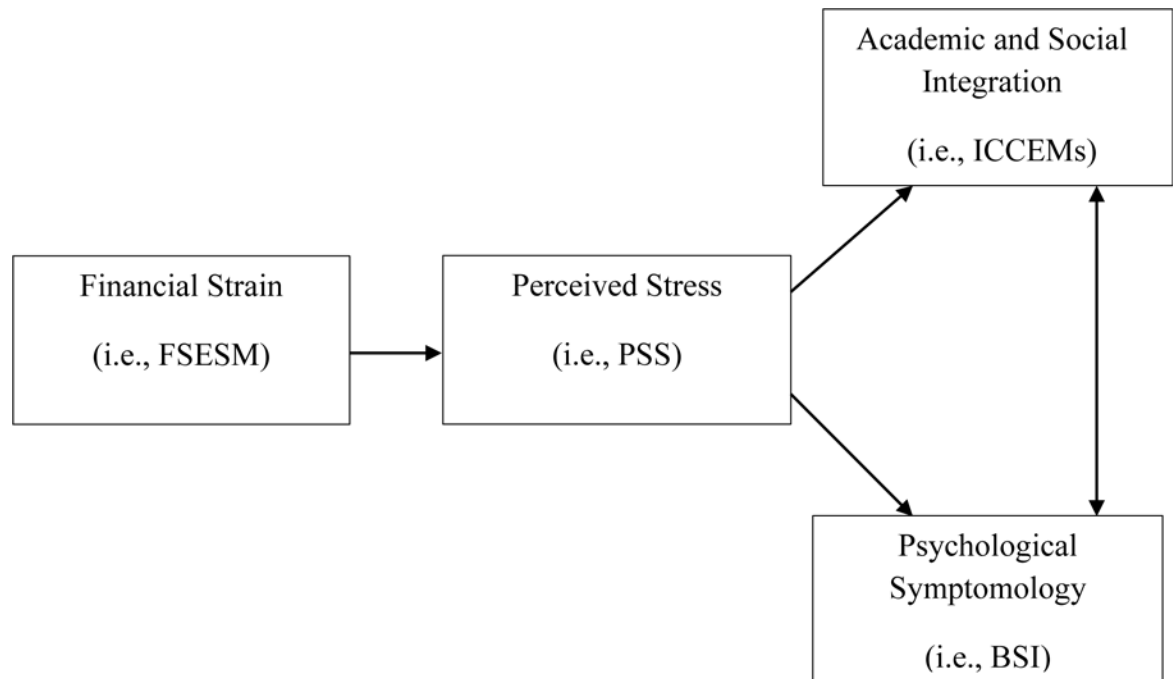 Academic and Social
Integration
(i.e., ICCEMs)
Financial Strain
(i.e., FSESM)
Perceived Stress
(i.e., PSS)
Psychological
Symptomology
(i.e., BSI)